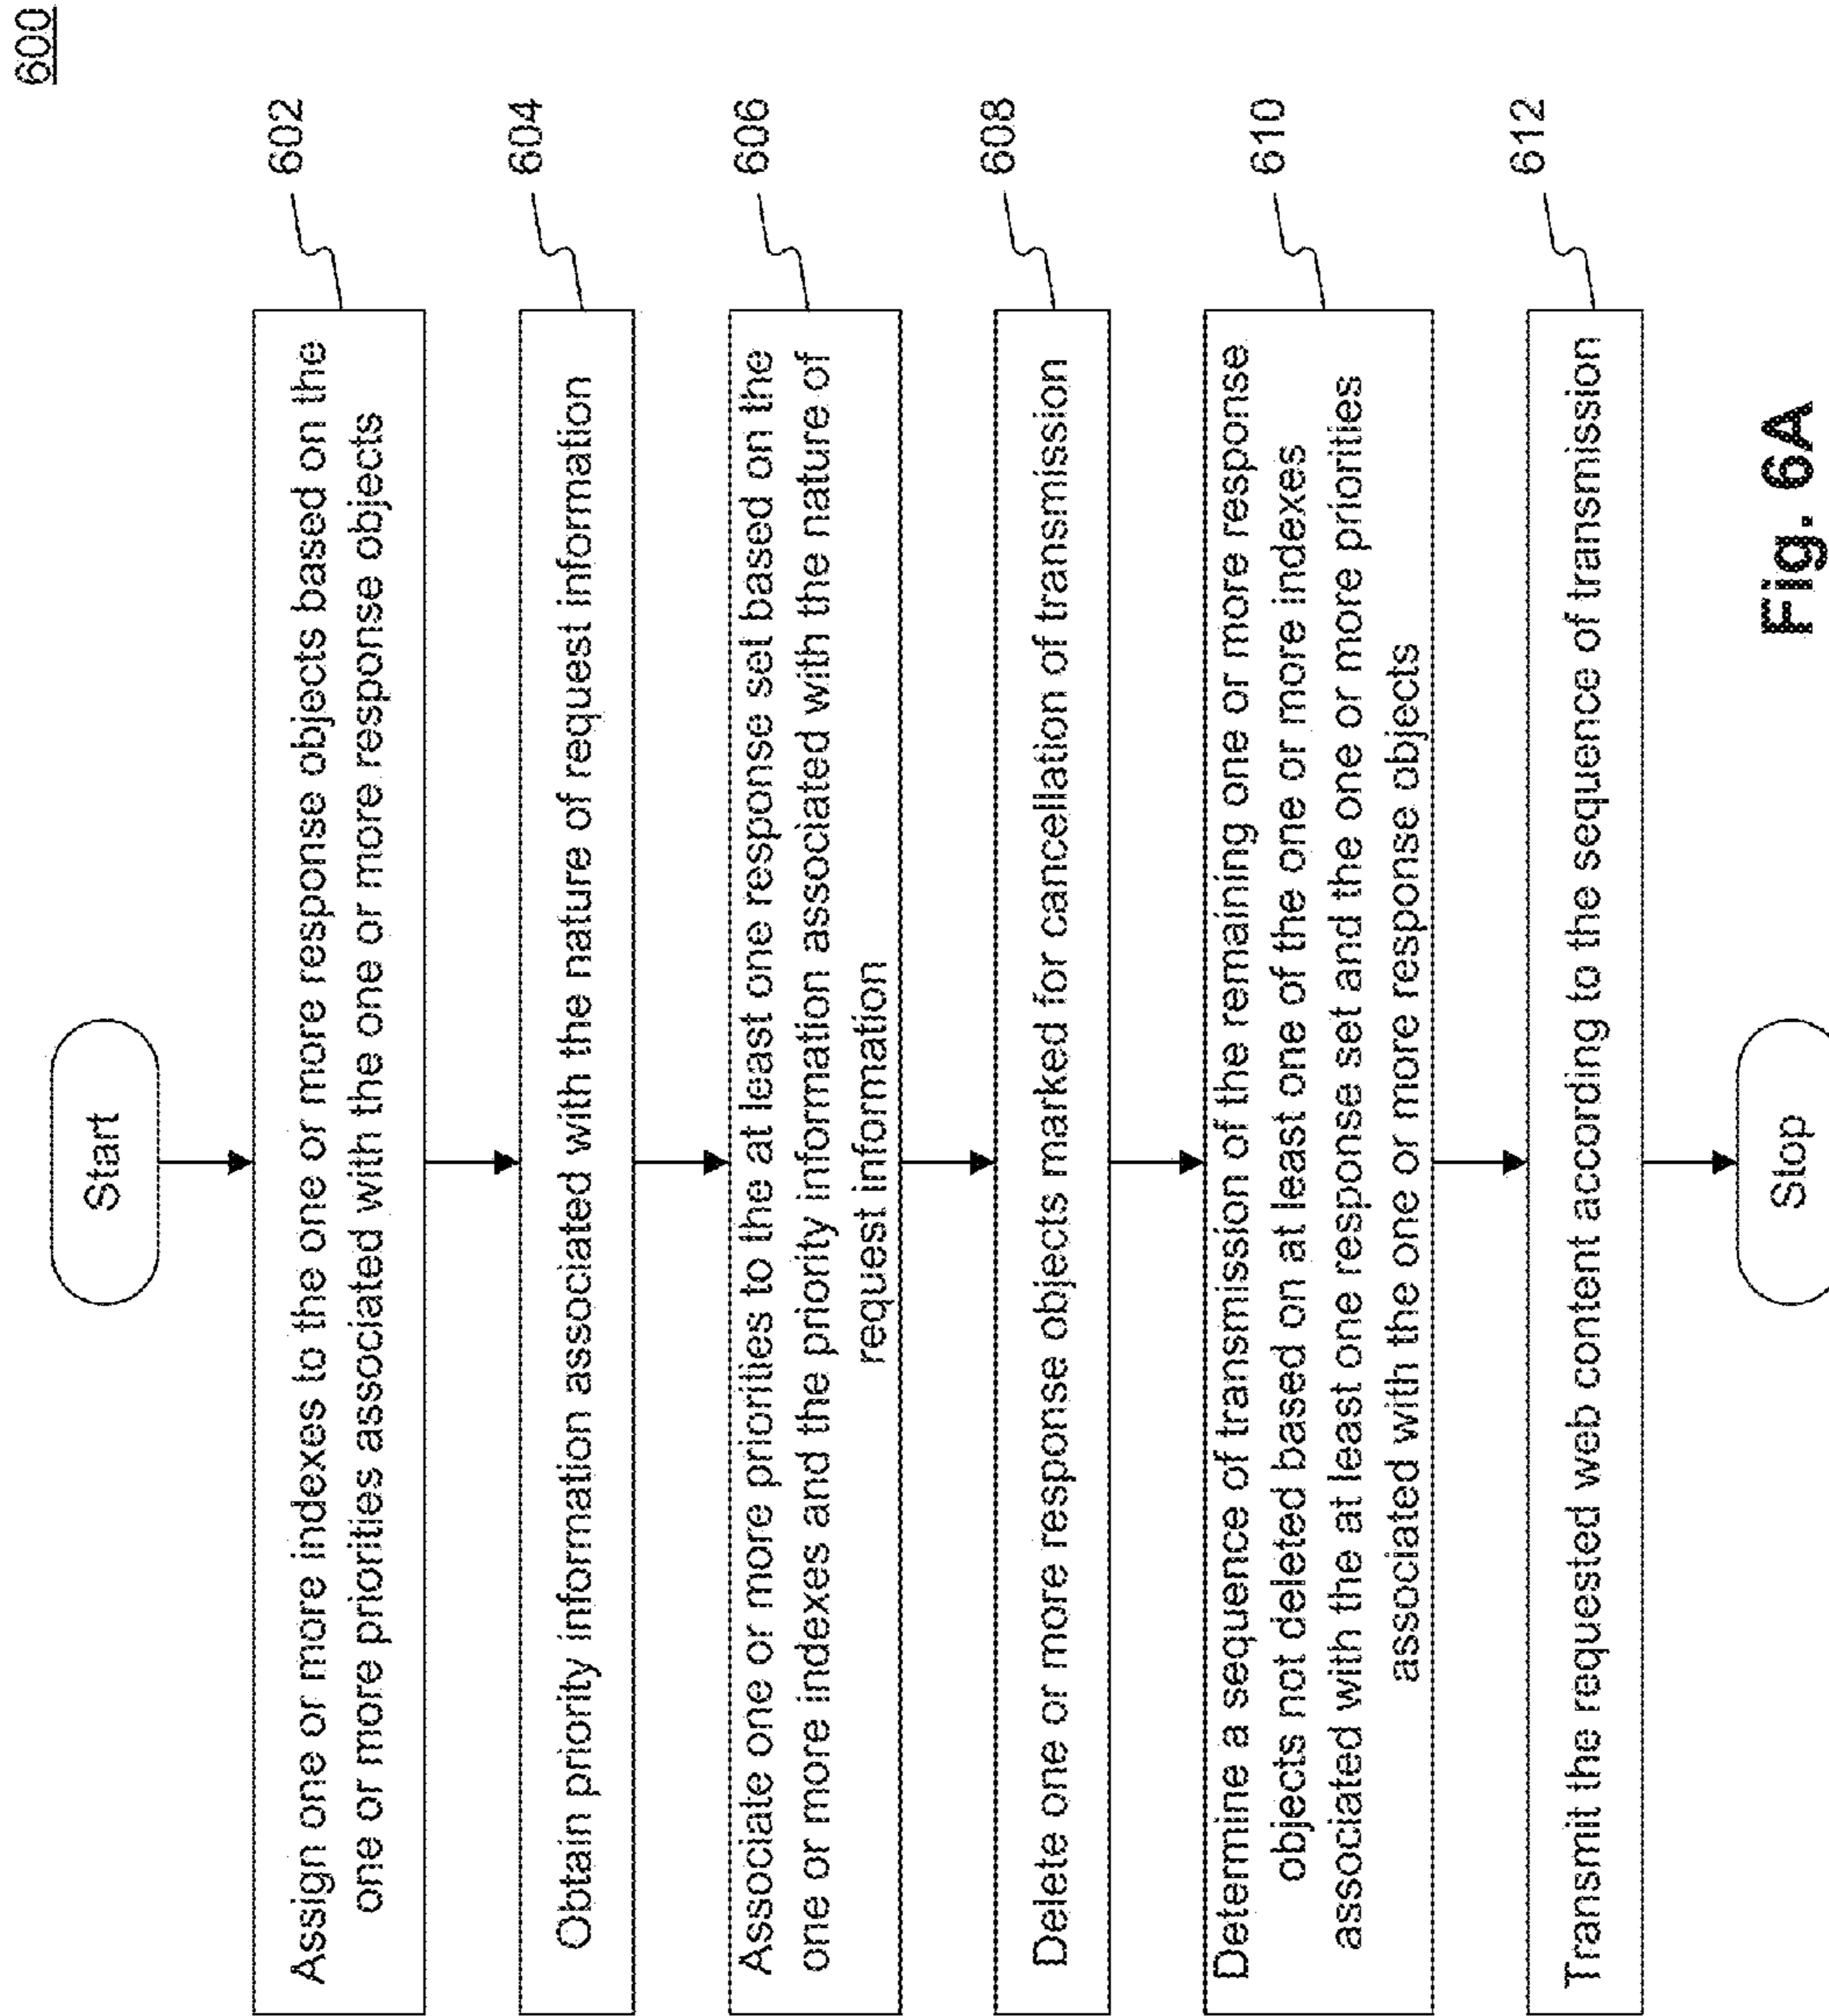 600
Start
Assign one or more indexes to the one or more response objects based on the
one or more priorities associated with the one or more response objects
602
Obtain priority information associated with the nature of request information
604
Associate one or more priorities to the at least one response set based on the
one or more indexes and the priority information associated with the nature of
request information
606
Delete one or more response objects marked for cancellation of transmission
608
Determine a sequence of transmission of the remaining one or more response
objects not deleted based on at least one of the one or more indexes
associated with the at least one response set and the one or more priorities
associated with the one or more response objects
610
Transmit the requested web content according to the sequence of transmission
612
Stop
Fig. 6A